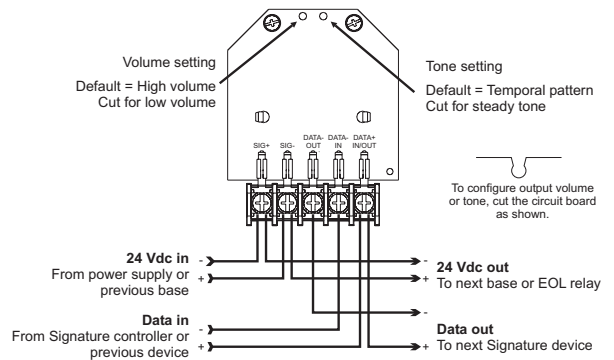 Volume setting
Default = High volume
Cut for low volume
Tone setting
Default = Temporal pattern
Cut for steady tone
SIG+
SIG-
DATA-
OUT
DATA-
IN
DATA+
IN/OUT
To configure output volume
or tone, cut the circuit board
as shown.
24 Vdc in
From power supply or
previous base
-
+
-
+
24 Vdc out
To next base or EOL relay
Data in
From Signature controller or
previous device
-
+
-
+
Data out
To next Signature device